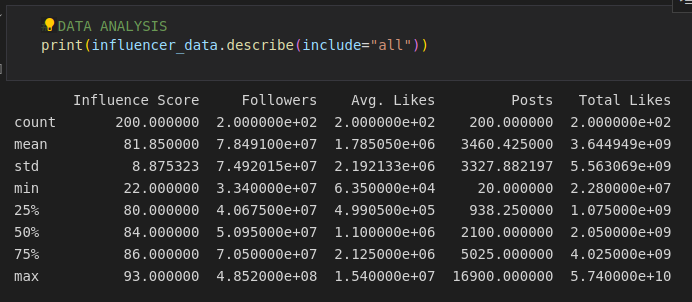 DATA ANALYSIS
print(influencer_data.describe(include="all"))
Influence Score Followers Avg. Likes Posts Total Likes
count 200.000000 2.000000e+02 2.000000e+02 200.000000 2.000000e+02
mean 81.850000 7.849100e+07 1.785050e+06 3460.425000 3.644949e+09
std 8.875323 7.492015e+07 2.192133e+06 3327.882197 5.563069e+09
min 22.000000 3.340000e+07 6.350000e+04 20.000000 2.280000e+07
25% 80.000000 4.067500e+07 4.990500e+05 938.250000 1.075000e+09
50% 84.000000 5.095000e+07 1.100000e+06 2100.000000 2.050000e+09
75% 86.000000 7.050000e+07 2.125000e+06 5025.000000 4.025000e+09
max 93.000000 4.852000e+08 1.540000e+07 16900.000000 5.740000e+10